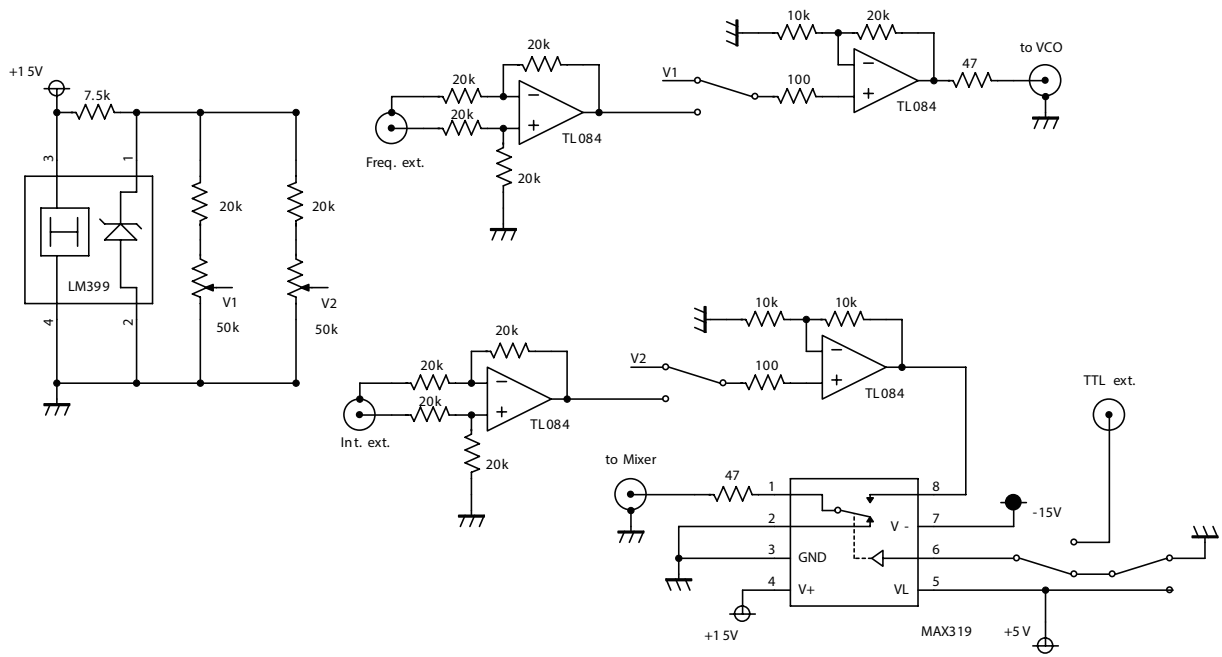 +15V
7.5k
3
1
20k
20k
LM399
V1
50k
V2
50k
4
2
20k
20k
20k
TL084
Freq. ext.
20k
V1
10k
20k
100
TL084
47
to VCO
20k
20k
20k
TL084
Int. ext.
20k
V2
10k
10k
100
TL084
TTL ext.
to Mixer
47
1
8
2
V -
7
-15V
3
GND
6
4
V+
VL
5
+15V
MAX319
+5V